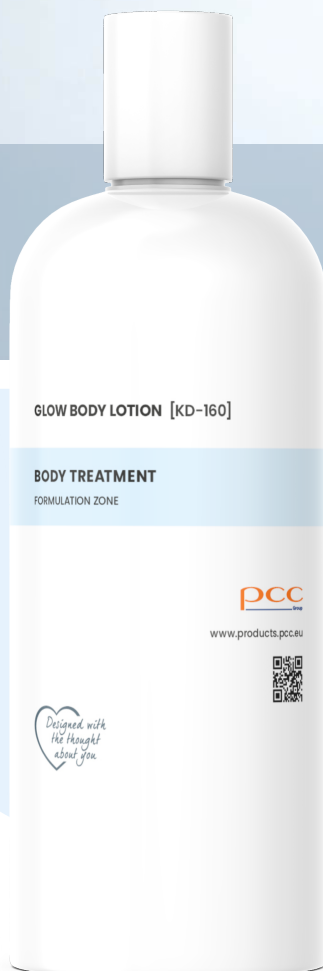 GLOW BODY LOTION [KD-160]
BODY TREATMENT
FORMULATION ZONE
pcc
Group
www.products.pcc.eu
Designed with
the thought
about you